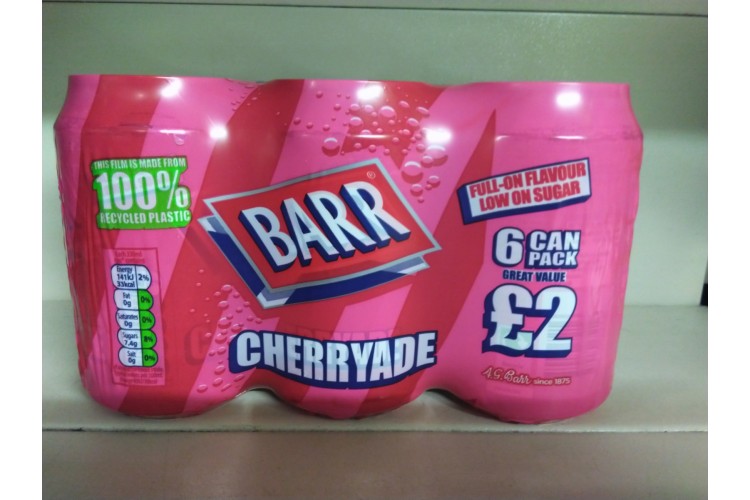 THIS FILM IS MADE FROM
100%
RECYCLED PLASTIC
BARR
®
CHERRYADE
FULL-ON FLAVOUR
LOW ON SUGAR
6 CAN
PACK
GREAT VALUE
£2
A.G. Barr since 1875
Energy
141kJ
33kcal
2%
Fat
0g
0%
Saturates
0g
0%
Sugars
7.4g
8%
Salt
0g
0%